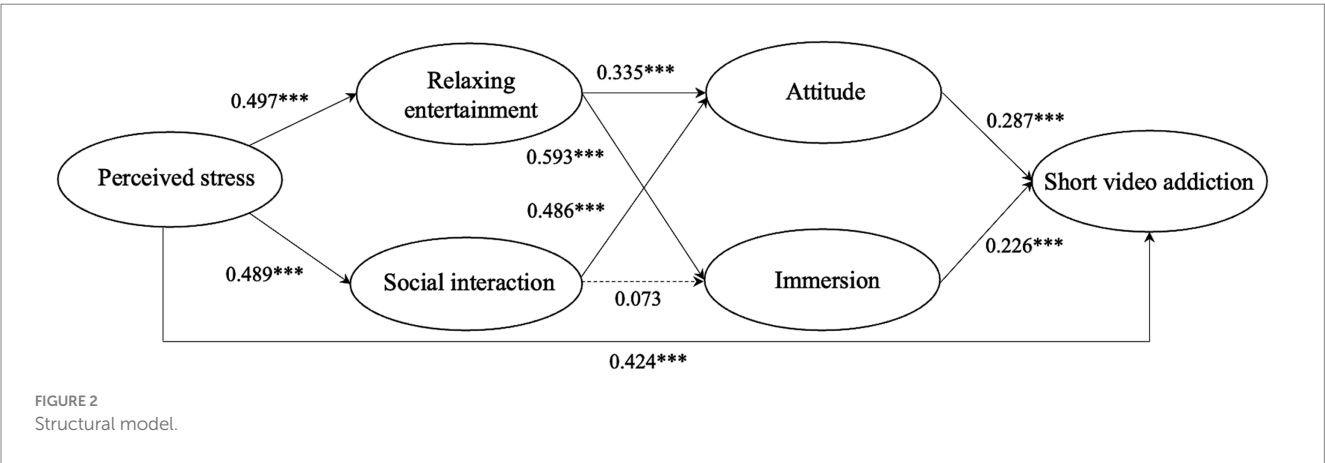 Relaxing
entertainment
0.335***
Attitude
0.497***
0.287***
0.593***
Perceived stress
Short video addiction
0.486***
0.489***
0.226***
Social interaction
0.073
Immersion
0.424***
FIGURE 2
Structural model.